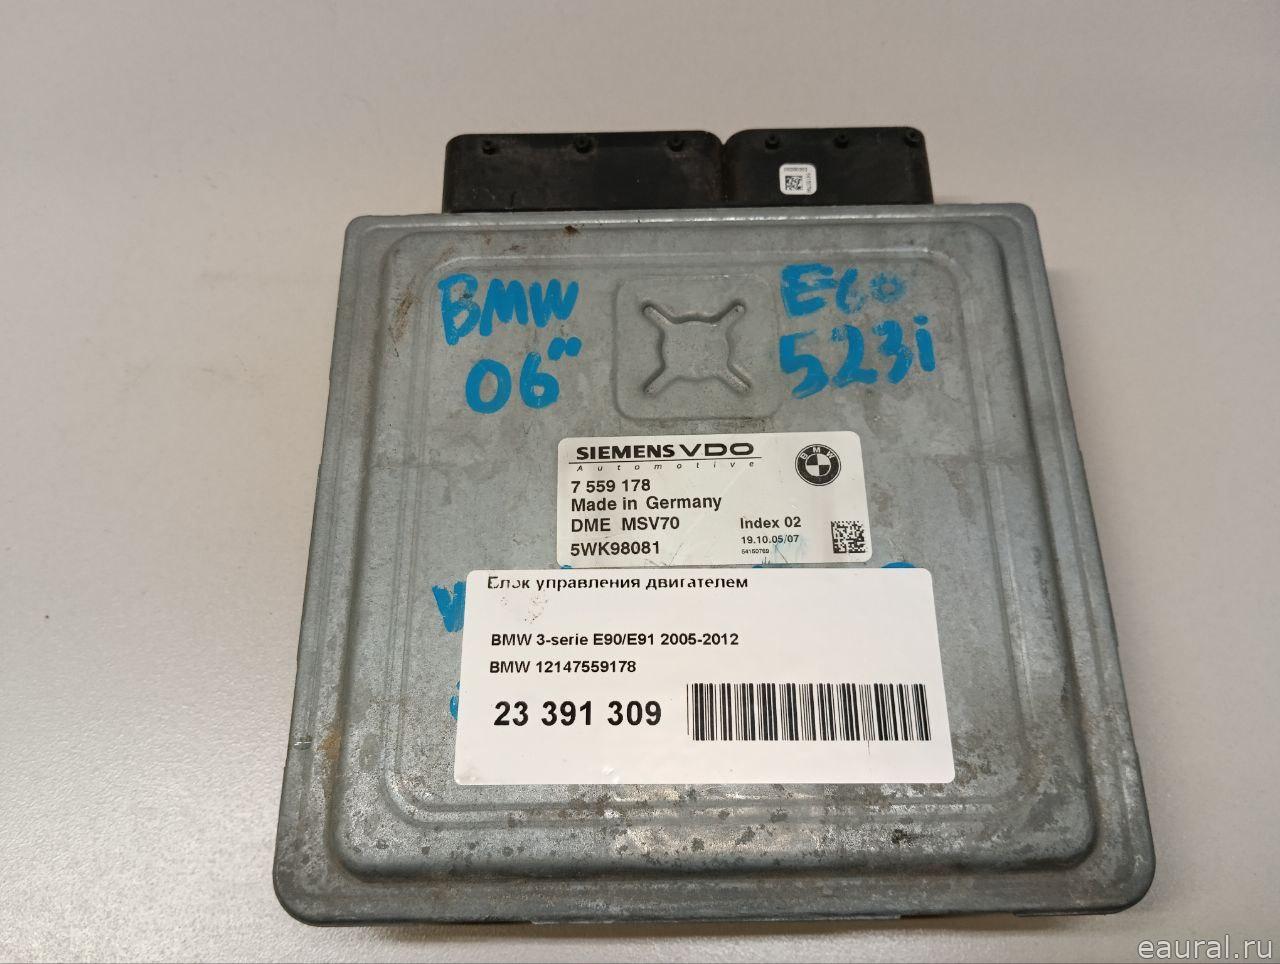 BMW
06"
E60
523i
SIEMENS VDO
Automotive
BMW
7 559 178
Made in Germany
DME MSV70
Index 02
5WK98081
19.10.05/07
54150769
Блок управления двигателем
BMW 3-serie E90/E91 2005-2012
BMW 12147559178
23 391 309
eaural.ru